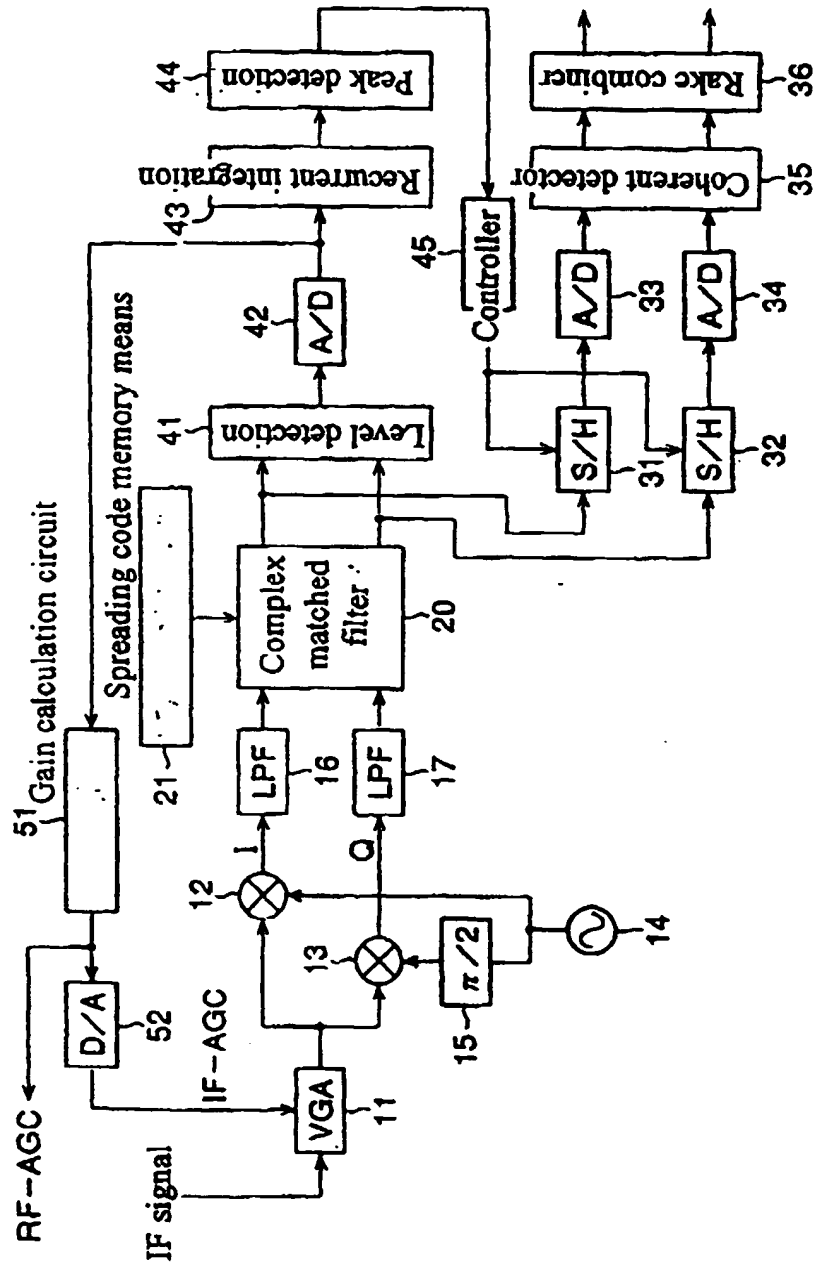 RF-AGC
IF signal
IF-AGC
VGA
11
D/A
52
51
Gain calculation circuit
Spreading code memory means
21
12
13
I
Q
π/2
15
14
LPF
16
LPF
17
Complex
matched
filter
20
41
Level detection
42
A/D
43
Recurrent integration
44
Peak detection
45
Controller
S/H
31
S/H
32
A/D
33
A/D
34
Coherent detector
35
Rake combiner
36